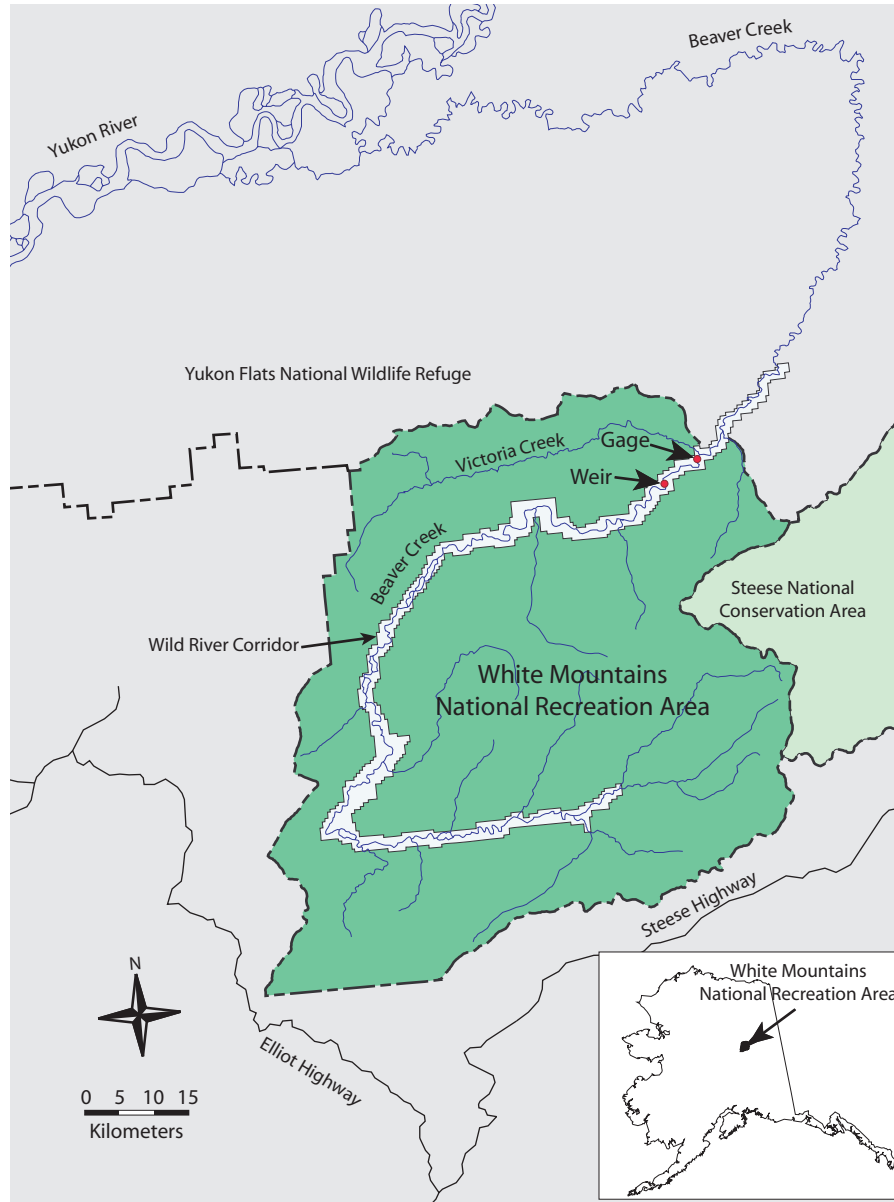 Beaver Creek
Yukon River
Yukon Flats National Wildlife Refuge
Gage
Victoria Creek
Weir
Beaver Creek
Steese National
Conservation Area
Wild River Corridor
White Mountains
National Recreation Area
Steese Highway
N
White Mountains
National Recreation Area
Elliot Highway
0 5 10 15
Kilometers